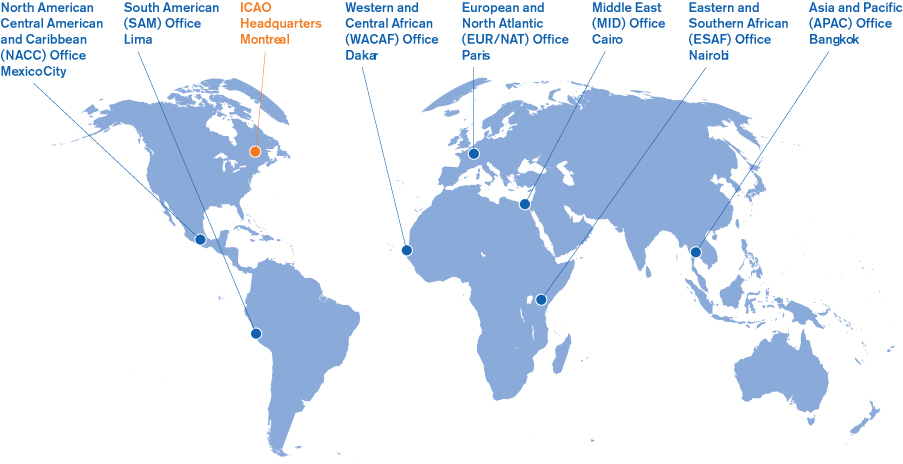 North American
Central American
and Caribbean
(NACC) Office
Mexico City
South American
(SAM) Office
Lima
ICAO
Headquarters
Montreal
Western and
Central African
(WACAF) Office
Dakar
European and
North Atlantic
(EUR/NAT) Office
Paris
Middle East
(MID) Office
Cairo
Eastern and
Southern African
(ESAF) Office
Nairobi
Asia and Pacific
(APAC) Office
Bangkok